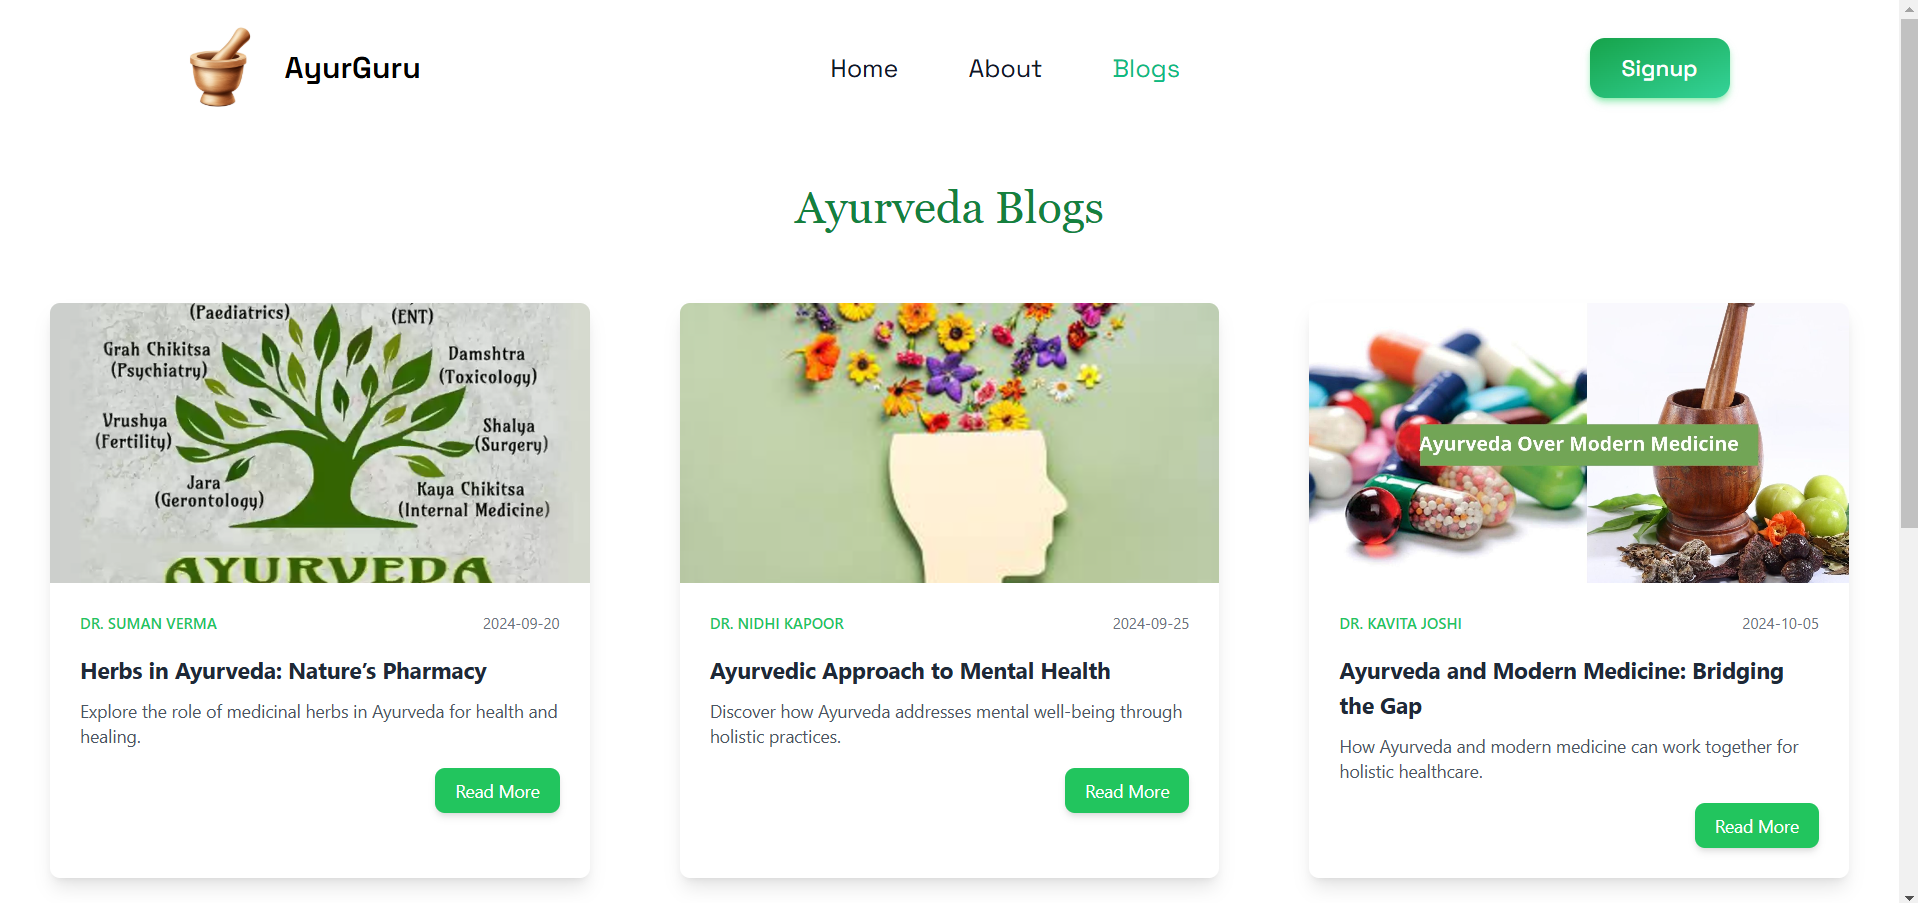 AyurGuru
Home
About
Blogs
Signup
Ayurveda Blogs
(Paediatrics)
(ENT)
Grah Chikitsa
(Psychiatry)
Damshtra
(Toxicology)
Vrushya
(Fertility)
Shalya
(Surgery)
Jara
(Gerontology)
Kaya Chikitsa
(Internal Medicine)
AYURVEDA
Ayurveda Over Modern Medicine
DR. SUMAN VERMA
2024-09-20
Herbs in Ayurveda: Nature’s Pharmacy
Explore the role of medicinal herbs in Ayurveda for health and
healing.
Read More
DR. NIDHI KAPOOR
2024-09-25
Ayurvedic Approach to Mental Health
Discover how Ayurveda addresses mental well-being through
holistic practices.
Read More
DR. KAVITA JOSHI
2024-10-05
Ayurveda and Modern Medicine: Bridging
the Gap
How Ayurveda and modern medicine can work together for
holistic healthcare.
Read More